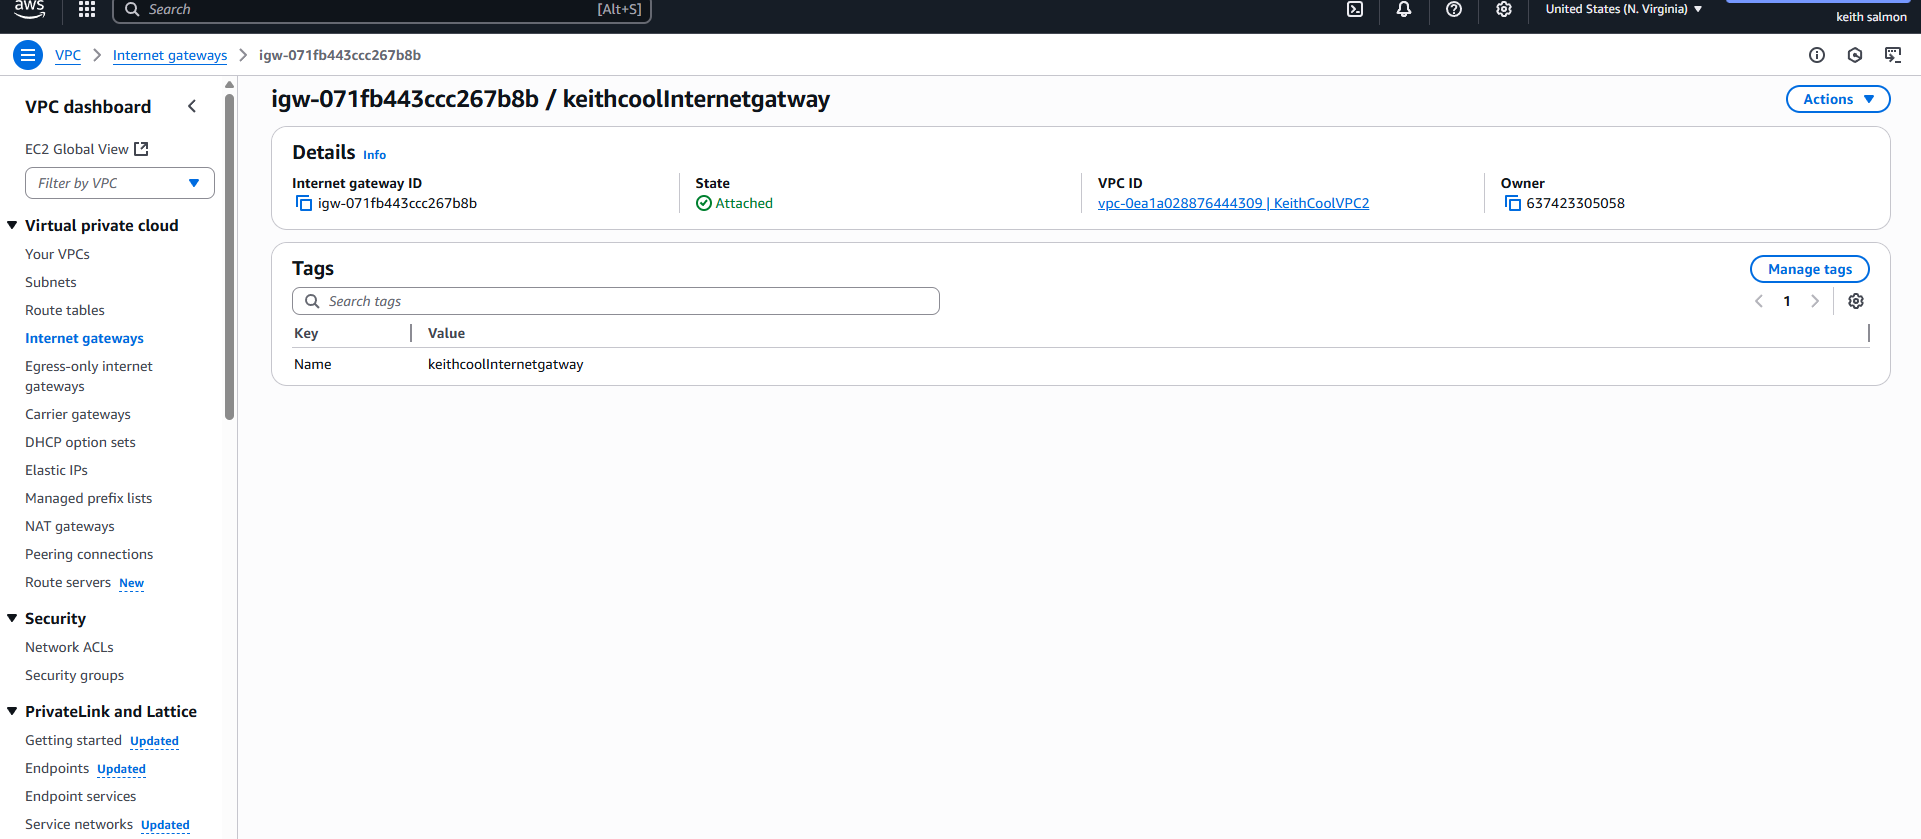 aws
Search [Alt+S]
United States (N. Virginia)
keith salmon
VPC > Internet gateways > igw-071fb443ccc267b8b
VPC dashboard
EC2 Global View
Filter by VPC
Virtual private cloud
Your VPCs
Subnets
Route tables
Internet gateways
Egress-only internet
gateways
Carrier gateways
DHCP option sets
Elastic IPs
Managed prefix lists
NAT gateways
Peering connections
Route servers New
Security
Network ACLs
Security groups
PrivateLink and Lattice
Getting started Updated
Endpoints Updated
Endpoint services
Service networks Updated
igw-071fb443ccc267b8b / keithcoolInternetgatway
Actions
Details Info
Internet gateway ID
igw-071fb443ccc267b8b
State
Attached
VPC ID
vpc-0ea1a028876444309 | KeithCoolVPC2
Owner
637423305058
Tags
Manage tags
Search tags
1
Key Value
Name keithcoolInternetgatway